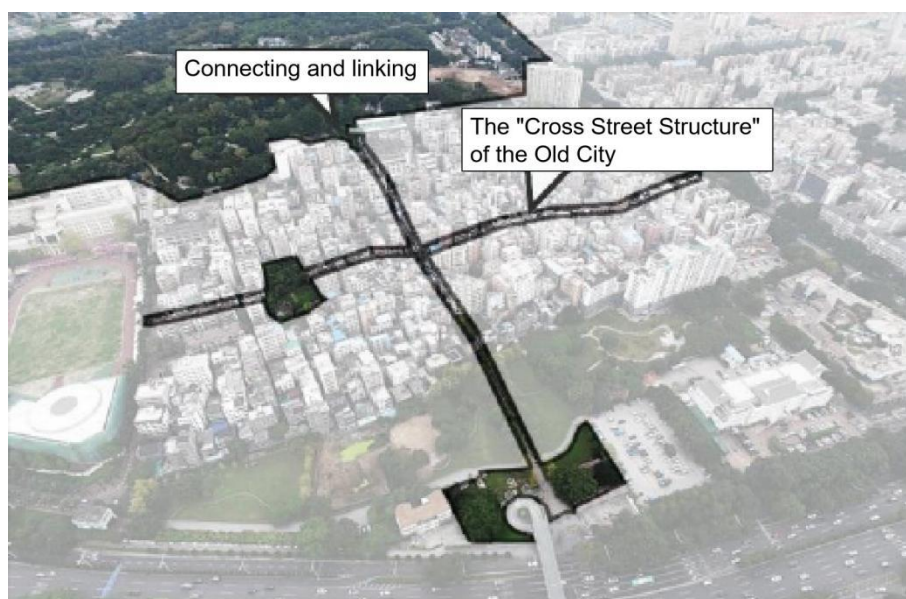 Connecting and linking
The "Cross Street Structure"
of the Old City